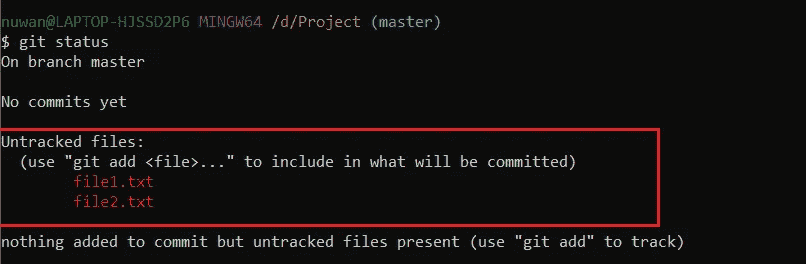 nuwan@LAPTOP-HJSSD2P6 MINGW64 /d/Project (master)
$ git status
On branch master
No commits yet
Untracked files:
(use "git add <file>..." to include in what will be committed)
file1.txt
file2.txt
nothing added to commit but untracked files present (use "git add" to track)